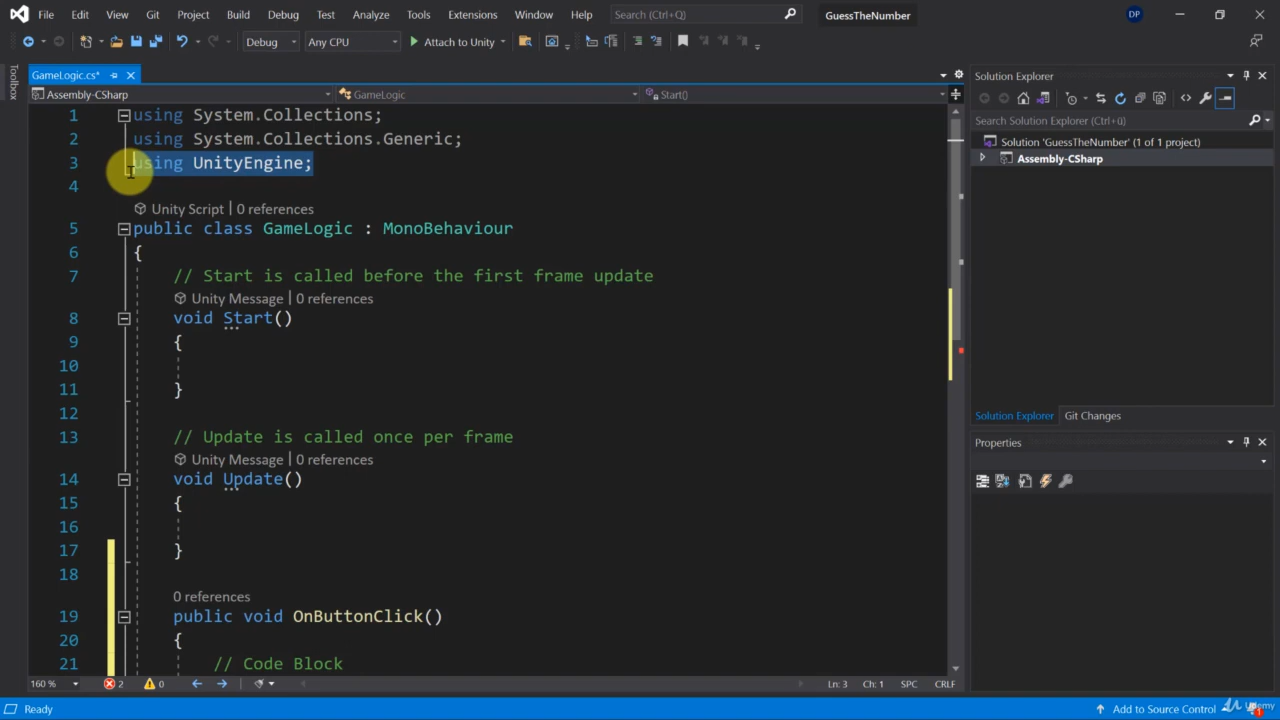 File Edit View Git Project Build Debug Test Analyze Tools Extensions Window Help Search (Ctrl+Q) GuessTheNumber DP
Debug Any CPU Attach to Unity
Toolbox
GameLogic.cs*
Assembly-CSharp GameLogic Start()
1 using System.Collections;
2 using System.Collections.Generic;
3 using UnityEngine;
4
Unity Script | 0 references
5 public class GameLogic : MonoBehaviour
6 {
7 // Start is called before the first frame update
Unity Message | 0 references
8 void Start()
9 {
10
11 }
12
13 // Update is called once per frame
Unity Message | 0 references
14 void Update()
15 {
16
17 }
18
0 references
19 public void OnButtonClick()
20 {
21 // Code Block
160 % 2 0 Ln: 3 Ch: 1 SPC CRLF
Solution Explorer
Search Solution Explorer (Ctrl+ü)
Solution 'GuessTheNumber' (1 of 1 project)
Assembly-CSharp
Solution Explorer Git Changes
Properties
Ready Add to Source Control Udemy